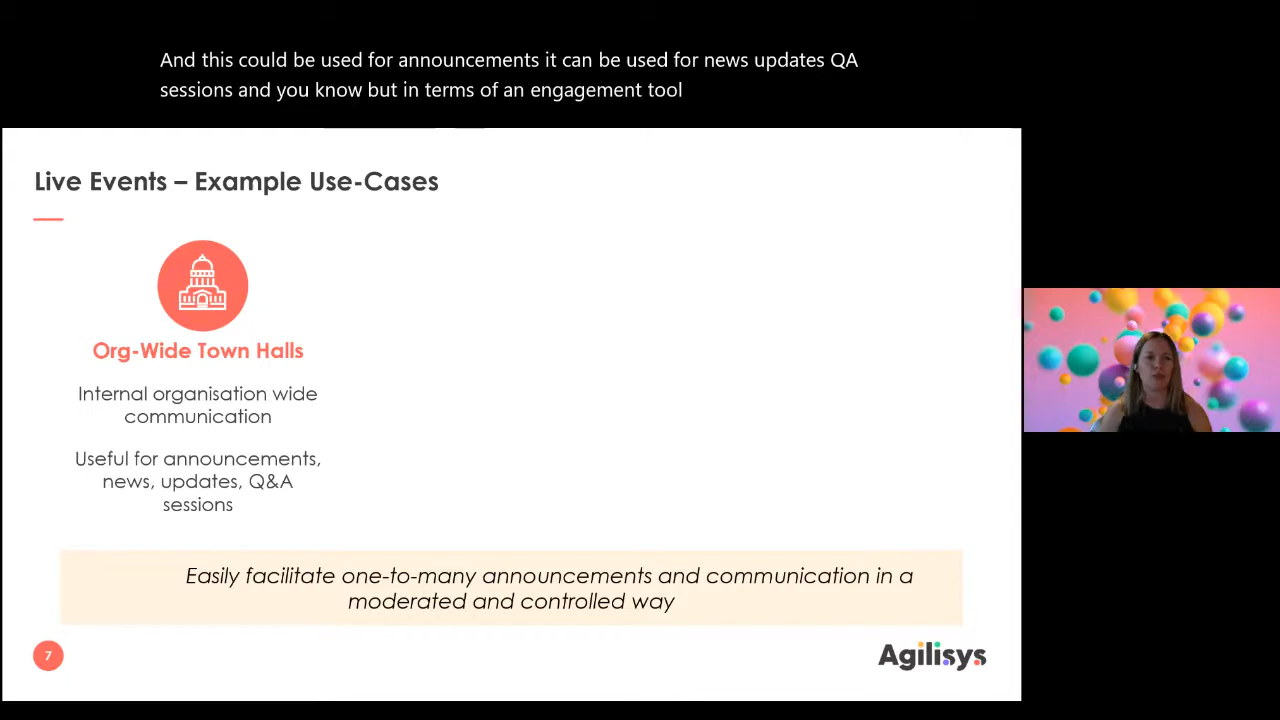 And this could be used for announcements it can be used for news updates QA
sessions and you know but in terms of an engagement tool
Live Events – Example Use-Cases
Org-Wide Town Halls
Internal organisation wide
communication
Useful for announcements,
news, updates, Q&A
sessions
Easily facilitate one-to-many announcements and communication in a
moderated and controlled way
7
Agilisys